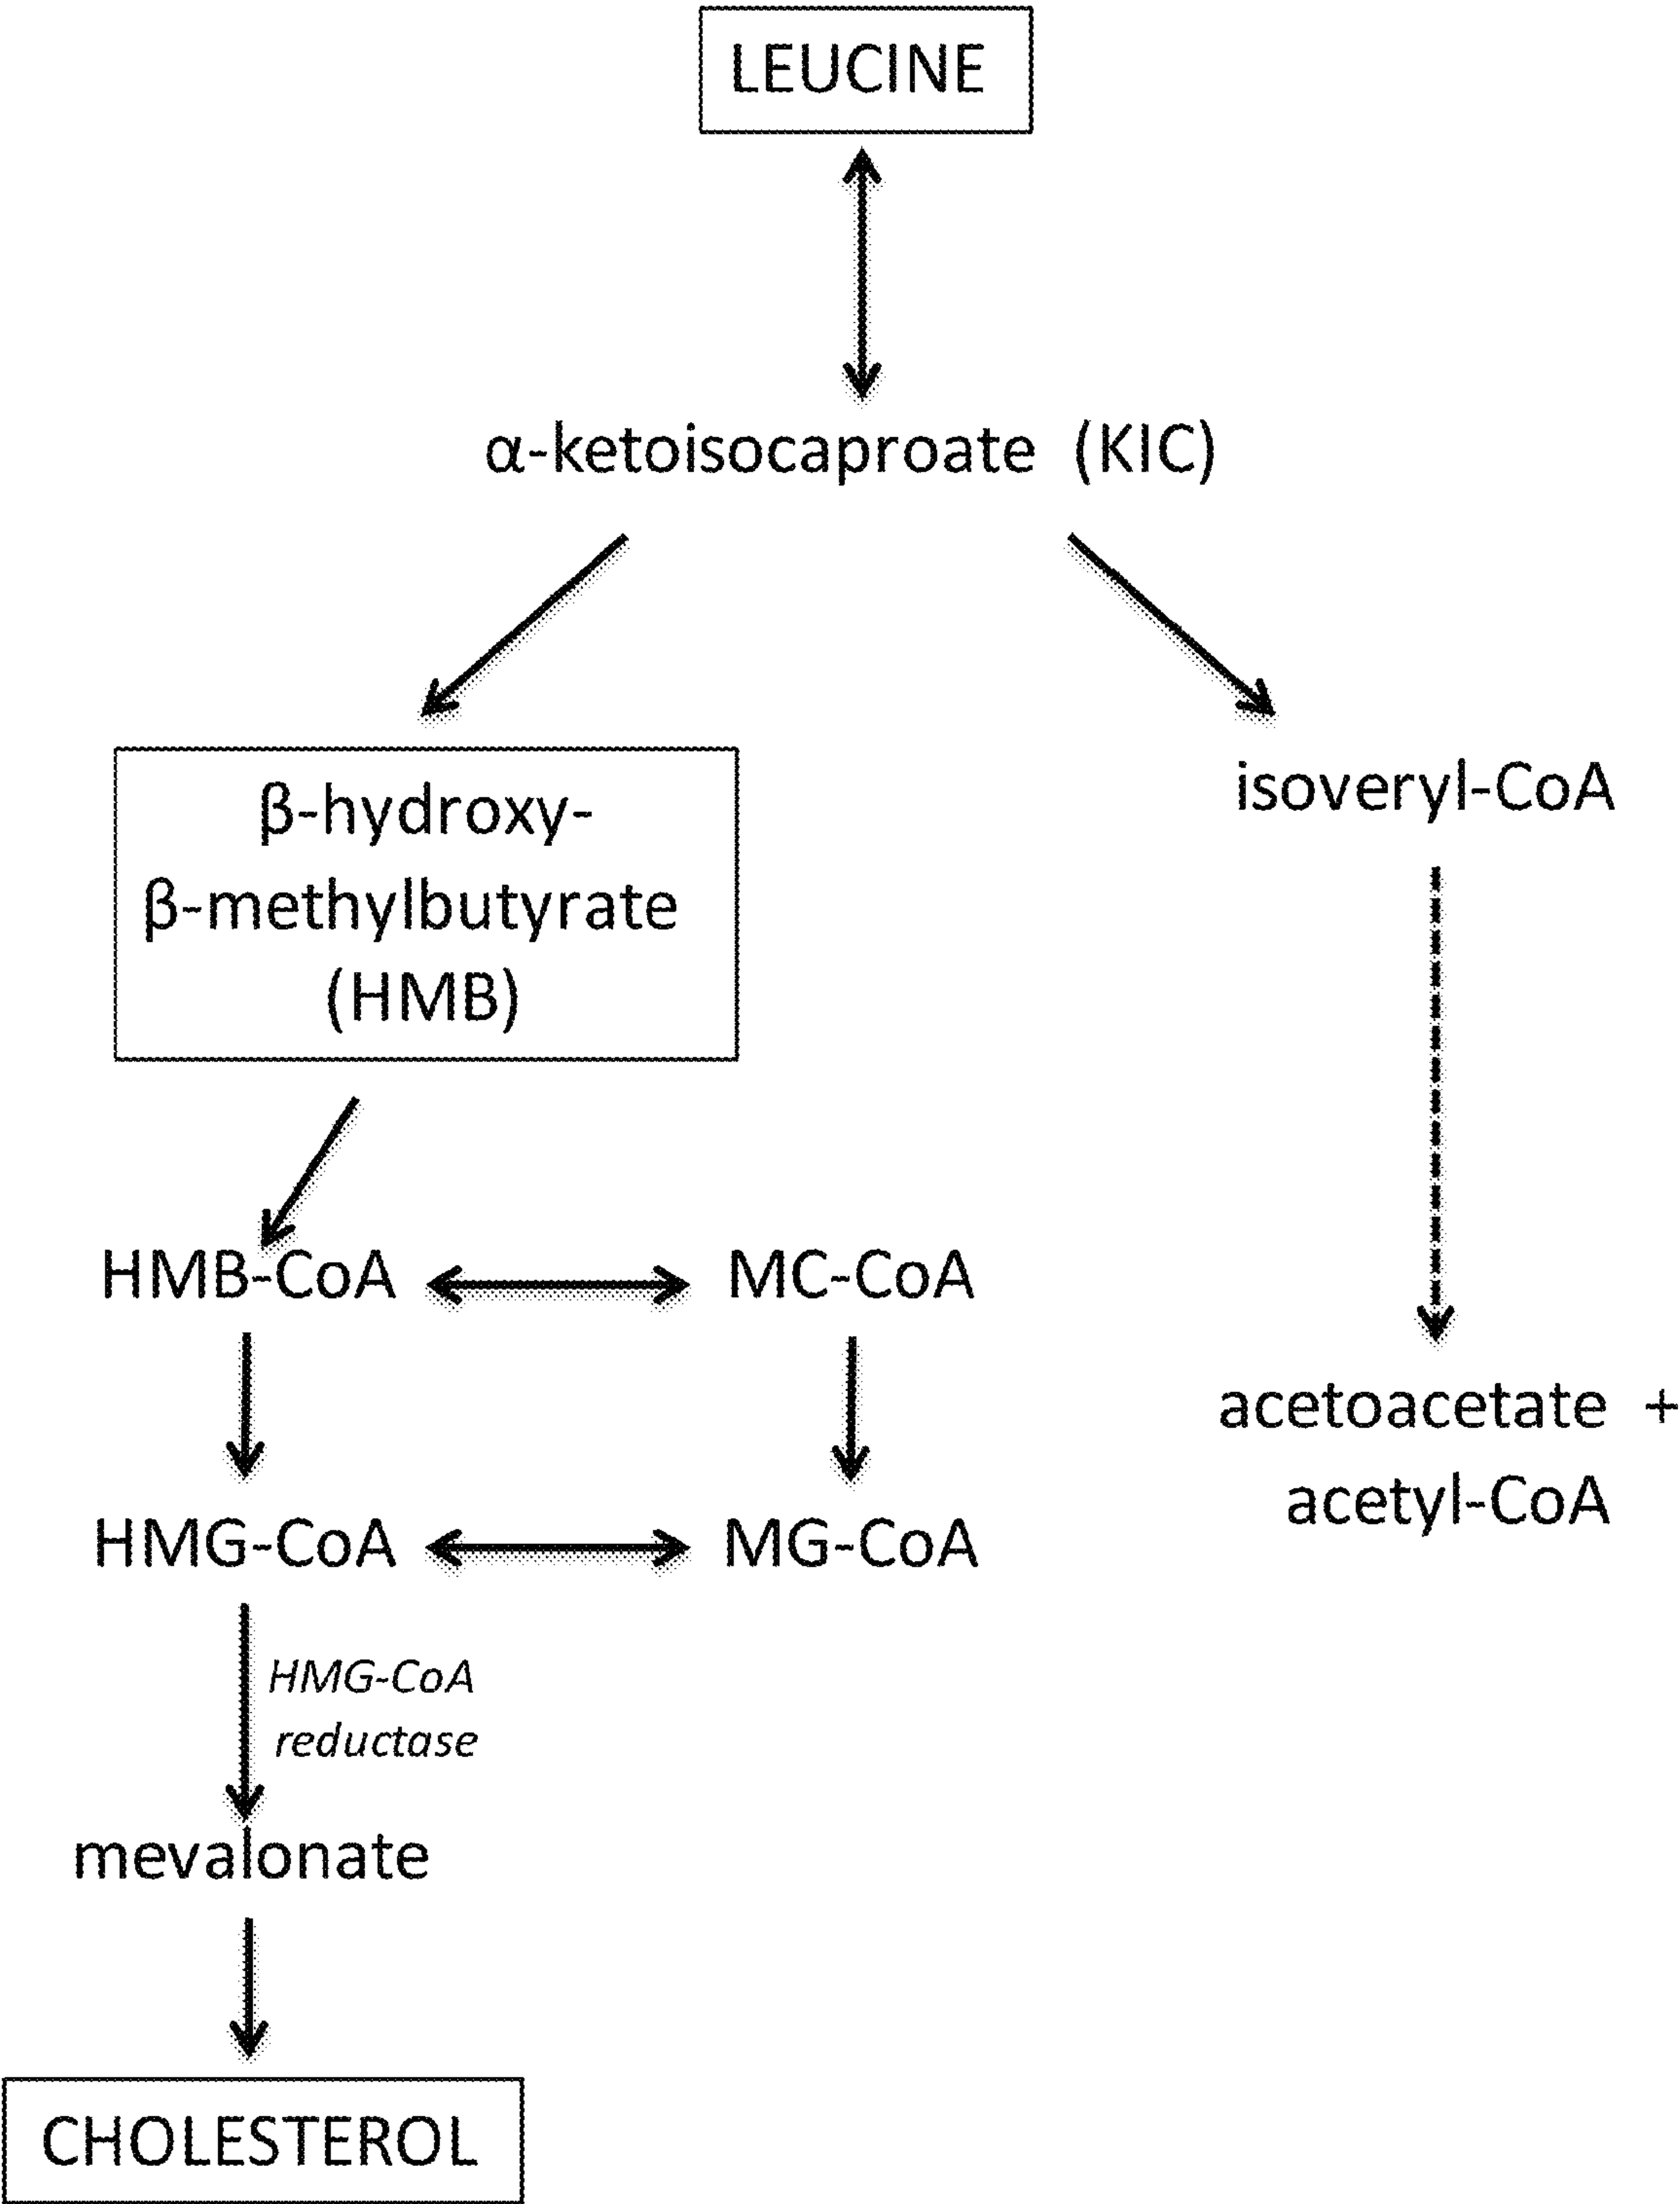 LEUCINE
α-ketoisocaproate (KIC)
β-hydroxy-
β-methylbutyrate
(HMB)
isoveryl-CoA
HMB-CoA
MC-CoA
acetoacetate +
acetyl-CoA
HMG-CoA
MG-CoA
HMG-CoA
reductase
mevalonate
CHOLESTEROL